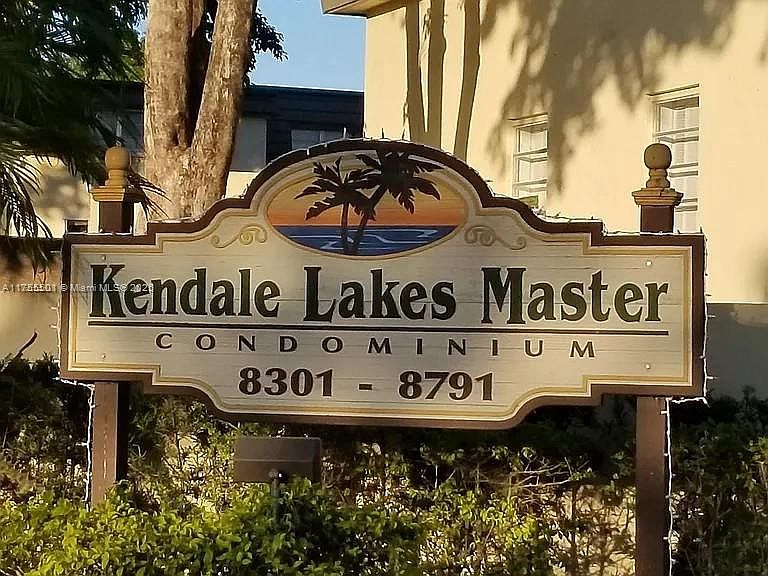 Kendale Lakes Master
CONDOMINIUM
8301 - 8791